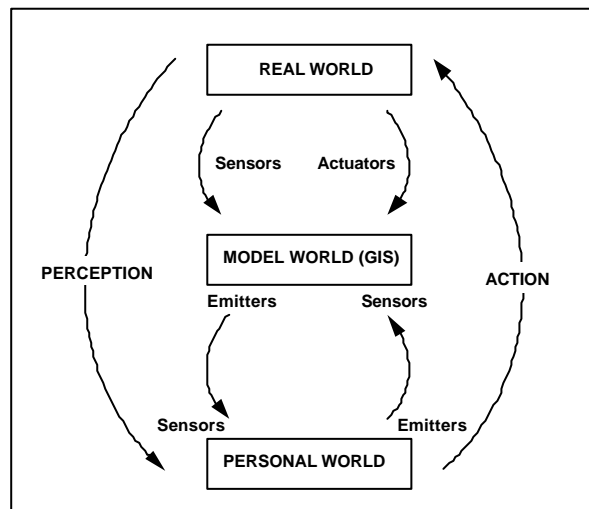 REAL WORLD
Sensors Actuators
MODEL WORLD (GIS)
PERCEPTION ACTION
Emitters Sensors
Sensors Emitters
PERSONAL WORLD